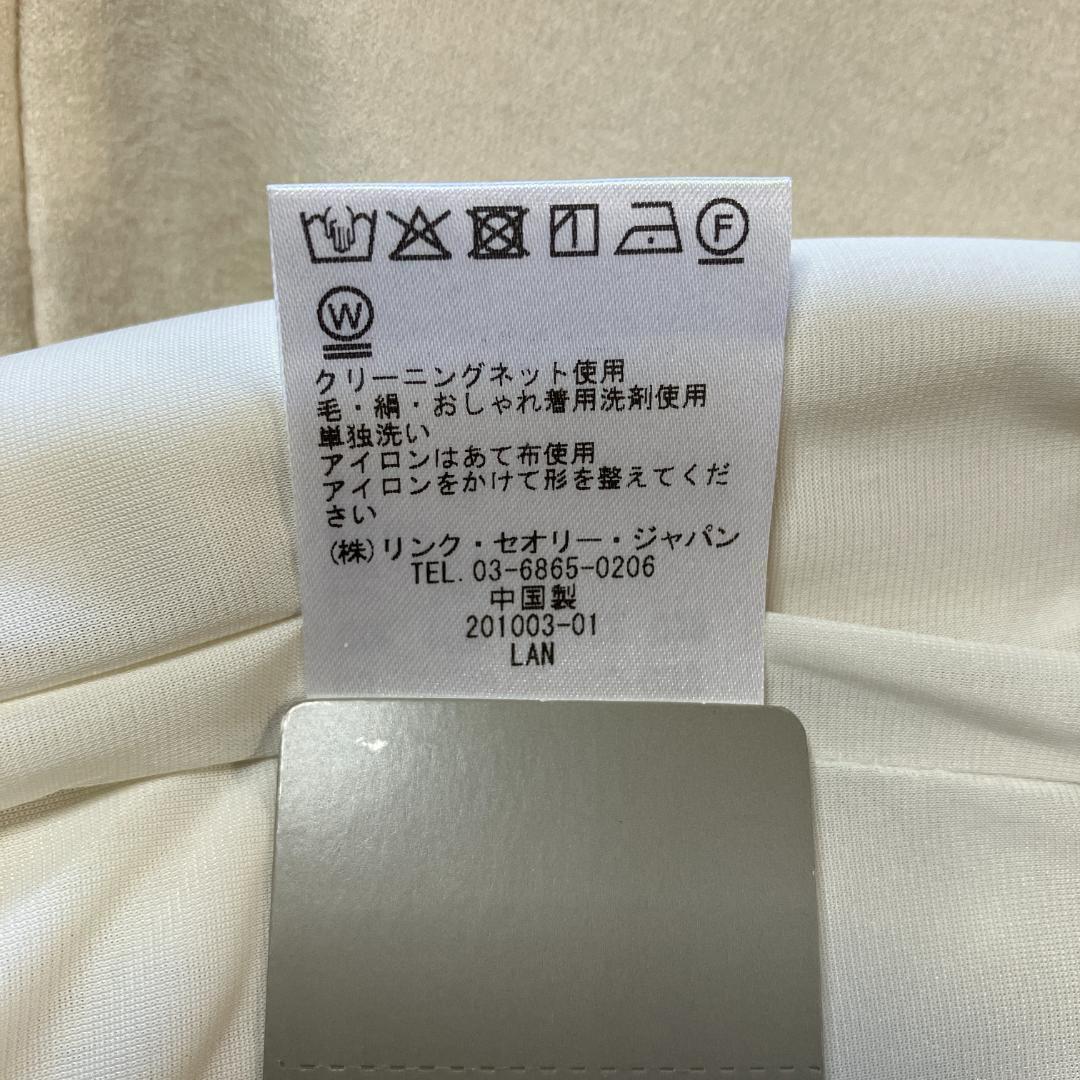 F
W
クリーニングネット使用
毛・絹・おしゃれ着用洗剤使用
単独洗い
アイロンはあて布使用
アイロンをかけて形を整えてくだ
さい
(株)リンク・セオリー・ジャパン
TEL. 03-6865-0206
中国製
201003-01
LAN